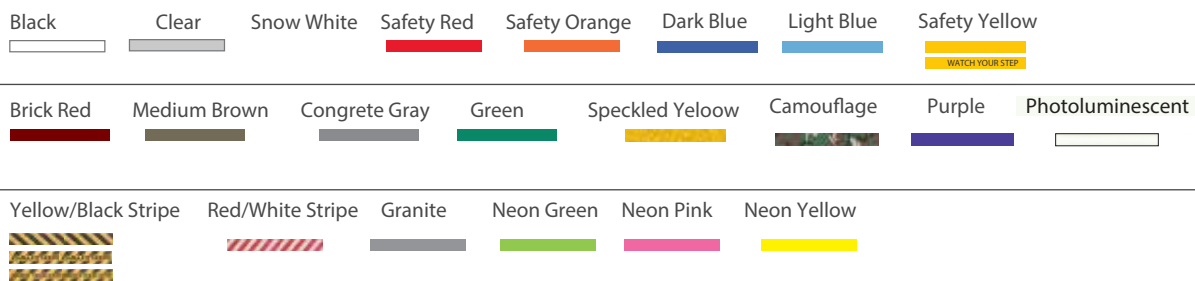 Black Clear Snow White Safety Red Safety Orange Dark Blue Light Blue Safety Yellow
WATCH YOUR STEP
Brick Red Medium Brown Congrete Gray Green Speckled Yeloow Camouflage Purple Photoluminescent
Yellow/Black Stripe Red/White Stripe Granite Neon Green Neon Pink Neon Yellow